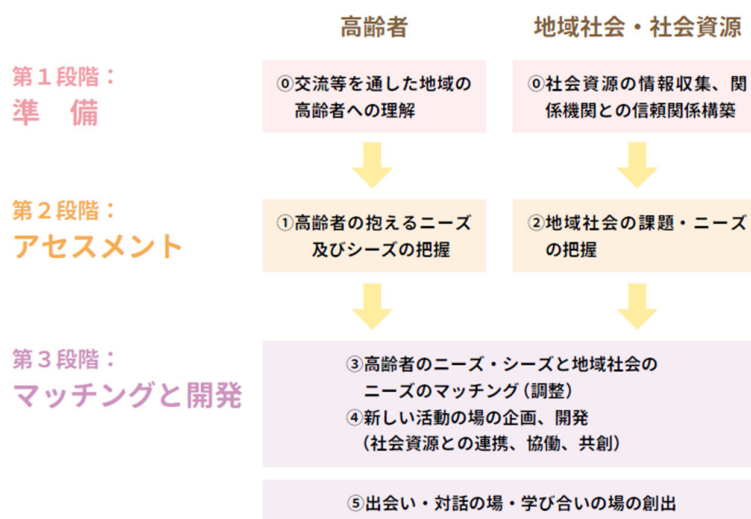 高齢者
地域社会・社会資源
第1段階：
準　備
⓪交流等を通した地域の
高齢者への理解
⓪社会資源の情報収集、関
係機関との信頼関係構築
第2段階：
アセスメント
①高齢者の抱えるニーズ
及びシーズの把握
②地域社会の課題・ニーズ
の把握
第3段階：
マッチングと開発
③高齢者のニーズ・シーズと地域社会の
ニーズのマッチング（調整）
④新しい活動の場の企画、開発
（社会資源との連携、協働、共創）
⑤出会い・対話の場・学び合いの場の創出